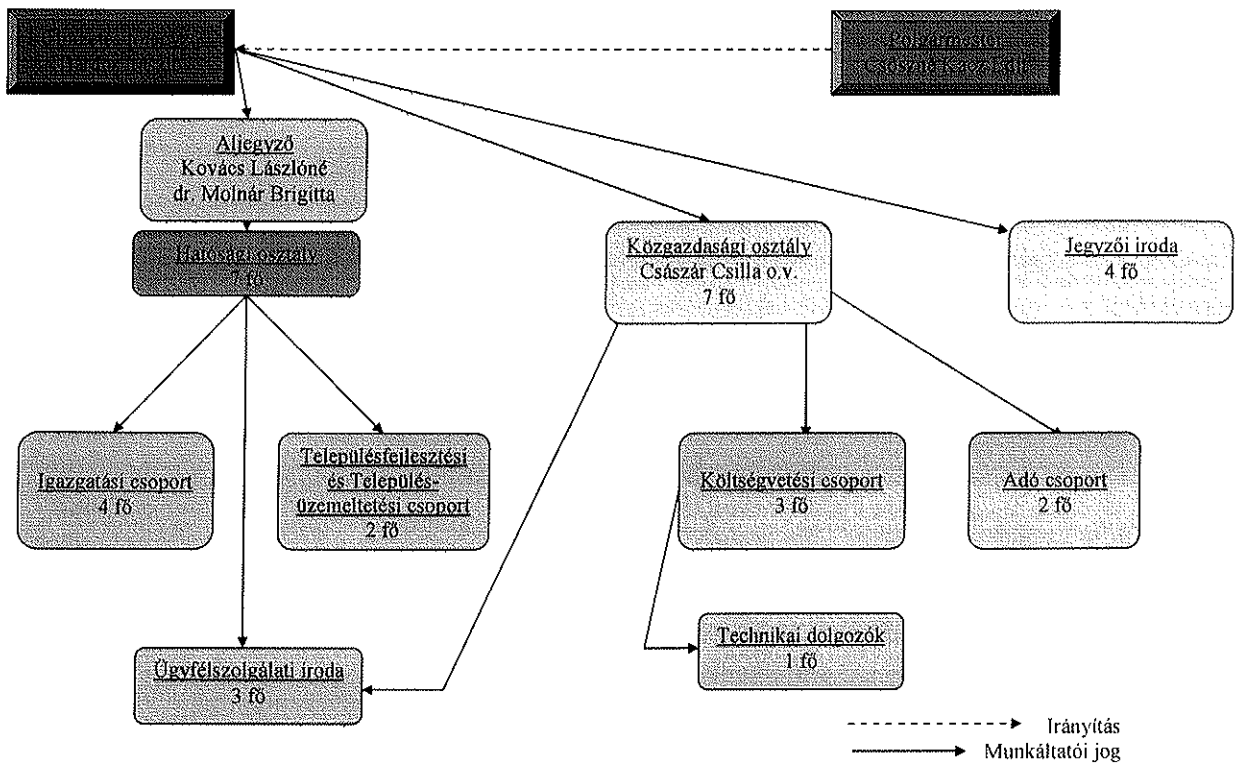 Polgármester
Aljegyző
Kovács Lászlóné
dr. Molnár Brigitta
Hatósági osztály
7 fő
Közgazdasági osztály
Császár Csilla o.v.
7 fő
Jegyzői iroda
4 fő
Igazgatási csoport
4 fő
Településfejlesztési
és Település-
üzemeltetési csoport
2 fő
Költségvetési csoport
3 fő
Adó csoport
2 fő
Technikai dolgozók
1 fő
Ügyfélszolgálati iroda
3 fő
Irányítás
Munkáltatói jog